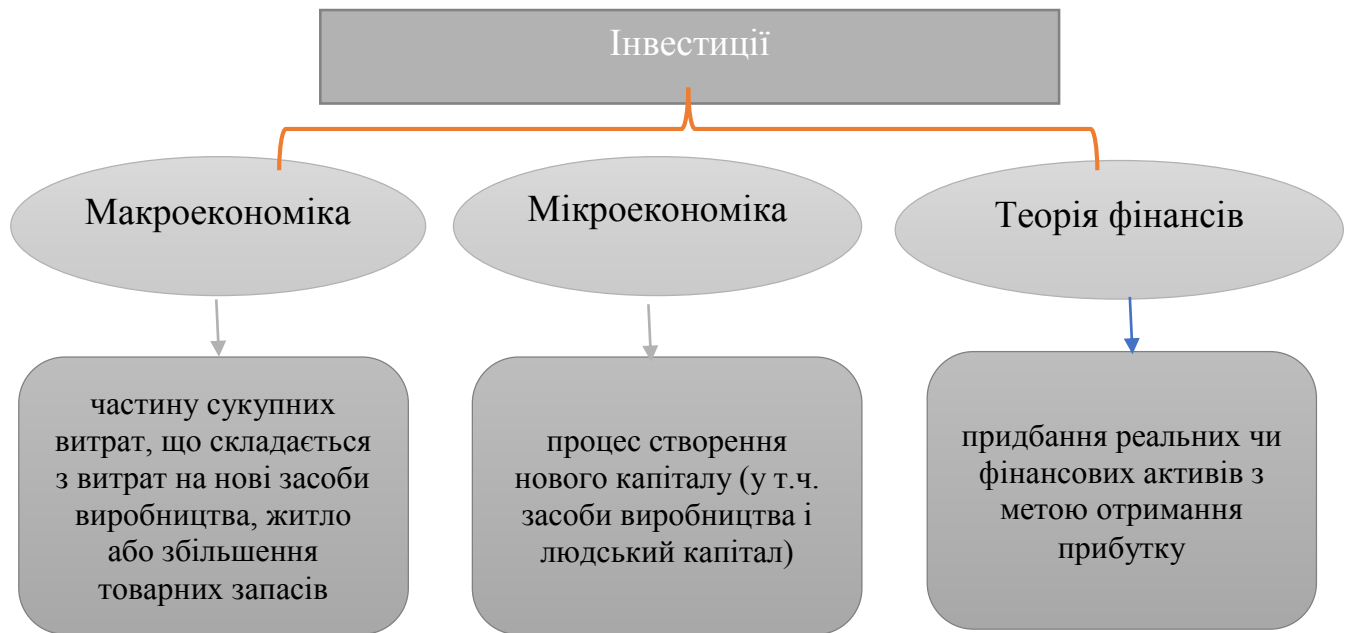 Інвестиції
Макроекономіка
Мікроекономіка
Теорія фінансів
частину сукупних
витрат, що складається
з витрат на нові засоби
виробництва, житло
або збільшення
товарних запасів
процес створення
нового капіталу (у т.ч.
засоби виробництва і
людський капітал)
придбання реальних чи
фінансових активів з
метою отримання
прибутку